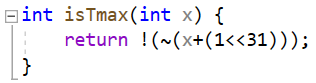 int isTmax(int x) {
    return !(~(x+(1<<31)));
}